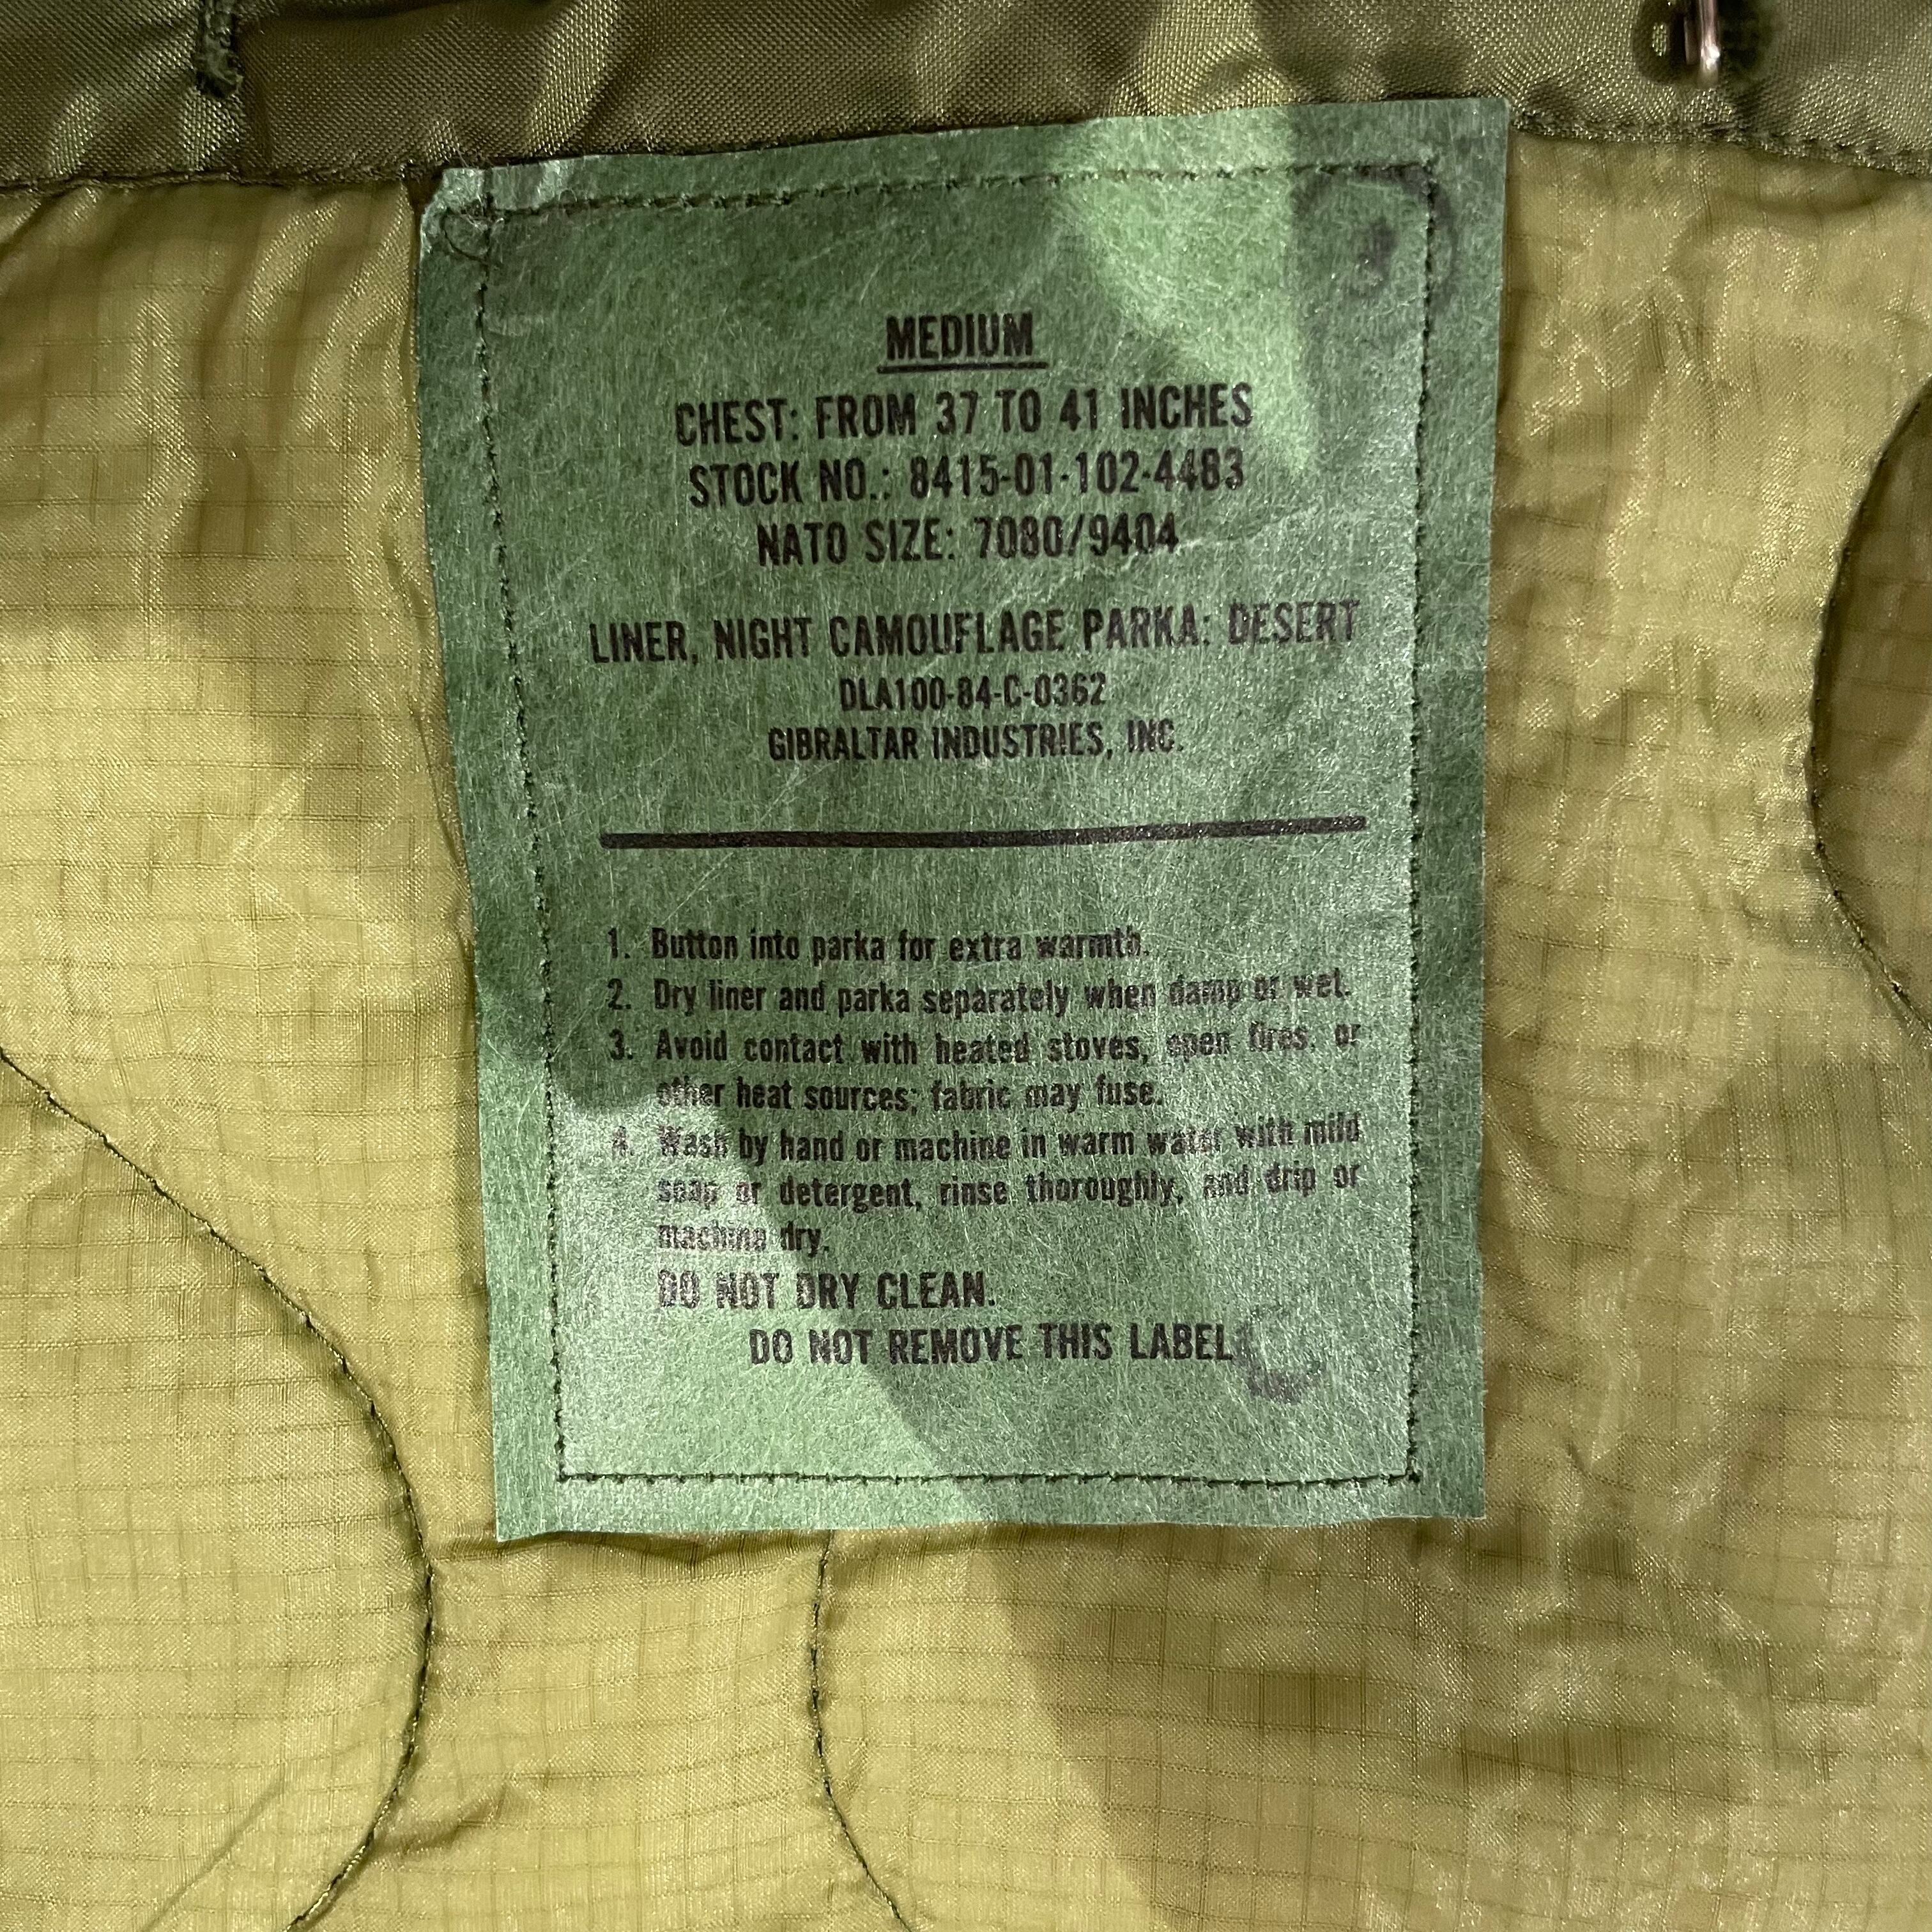 MEDIUM
CHEST: FROM 37 TO 41 INCHES
STOCK NO.: 8415-01-102-4483
NATO SIZE: 7080/9404
LINER, NIGHT CAMOUFLAGE PARKA: DESERT
DLA100-84-C-0362
GIBRALTAR INDUSTRIES, INC.
1. Button into parka for extra warmth.
2. Dry liner and parka separately when damp or wet.
3. Avoid contact with heated stoves, open fires, or
other heat sources; fabric may fuse.
4. Wash by hand or machine in warm water with mild
soap or detergent, rinse thoroughly, and drip or
machine dry.
DO NOT DRY CLEAN.
DO NOT REMOVE THIS LABEL